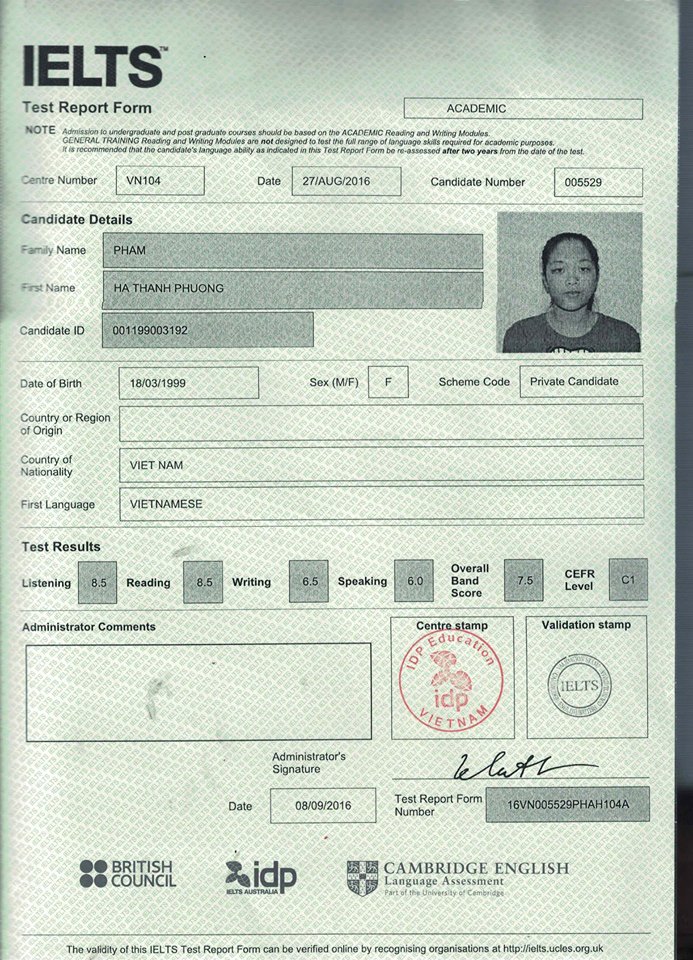 IELTS™
Test Report Form
ACADEMIC
NOTE Admission to undergraduate and post graduate courses should be based on the ACADEMIC Reading and Writing Modules.
GENERAL TRAINING Reading and Writing Modules are not designed to test the full range of language skills required for academic purposes.
It is recommended that the candidate's language ability as indicated in this Test Report Form be re-assessed after two years from the date of the test.
Centre Number VN104 Date 27/AUG/2016 Candidate Number 005529
Candidate Details
Family Name PHAM
First Name HA THANH PHUONG
Candidate ID 001199003192
Date of Birth 18/03/1999 Sex (M/F) F Scheme Code Private Candidate
Country or Region
of Origin
Country of
Nationality VIET NAM
First Language VIETNAMESE
Test Results
Listening 8.5 Reading 8.5 Writing 6.5 Speaking 6.0 Overall Band Score 7.5 CEFR Level C1
Administrator Comments
Centre stamp
IDP Education
idp
VIETNAM
Validation stamp
IELTS
Administrator's
Signature
Date 08/09/2016
Test Report Form
Number 16VN005529PHAH104A
BRITISH
COUNCIL
idp
IELTS AUSTRALIA
CAMBRIDGE ENGLISH
Language Assessment
Part of the University of Cambridge
The validity of this IELTS Test Report Form can be verified online by recognising organisations at http://ielts.ucles.org.uk